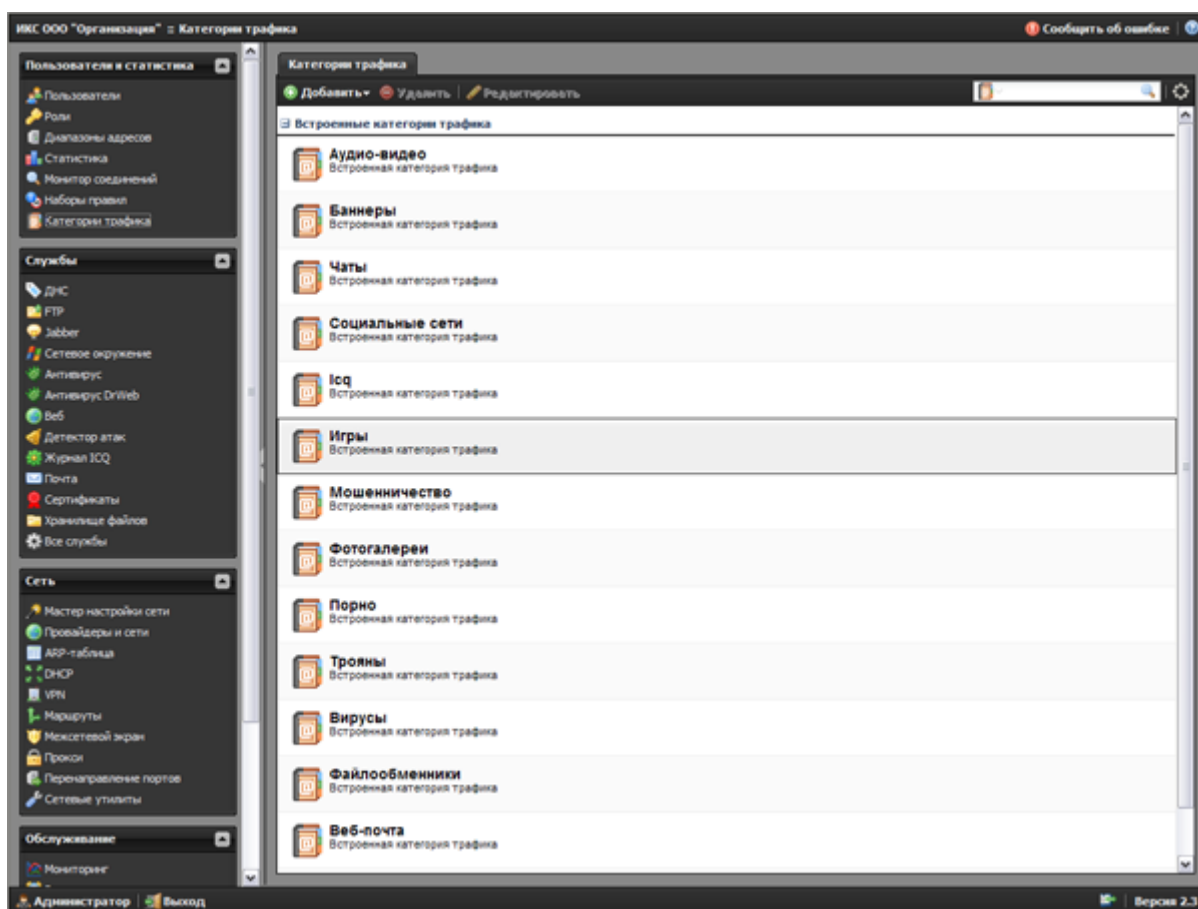 ИКС ООО "Организация" :: Категории трафика
Сообщить об ошибке
Пользователи и статистика
Пользователи
Роли
Диапазоны адресов
Статистика
Монитор соединений
Наборы правил
Категории трафика
Службы
ДНС
FTP
Jabber
Сетевое окружение
Антивирус
Антивирус DrWeb
Веб
Детектор атак
Журнал ICQ
Почта
Сертификаты
Хранилище файлов
Все службы
Сеть
Мастер настройки сети
Провайдеры и сети
ARP-таблица
DHCP
VPN
Маршруты
Межсетевой экран
Прокси
Перенаправление портов
Сетевые утилиты
Обслуживание
Мониторинг
Категории трафика
Добавить Удалить Редактировать
Встроенные категории трафика
Аудио-видео
Встроенная категория трафика
Баннеры
Встроенная категория трафика
Чаты
Встроенная категория трафика
Социальные сети
Встроенная категория трафика
Icq
Встроенная категория трафика
Игры
Встроенная категория трафика
Мошенничество
Встроенная категория трафика
Фотогалереи
Встроенная категория трафика
Порно
Встроенная категория трафика
Трояны
Встроенная категория трафика
Вирусы
Встроенная категория трафика
Файлообменники
Встроенная категория трафика
Веб-почта
Встроенная категория трафика
Администратор Выход
Версия 2.3